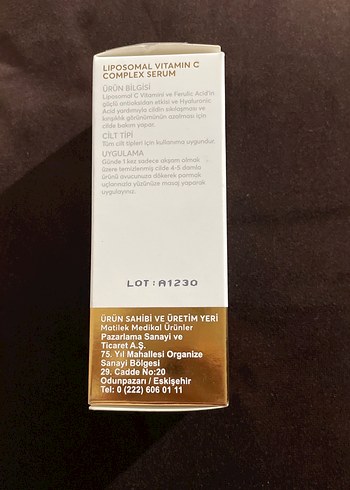 LIPOSOMAL VITAMIN C
COMPLEX SERUM
ÜRÜN BİLGİSİ
Liposomal C Vitamini ve Ferulic Acid'in
güçlü antioksidan etkisi ve Hyaluronic
Acid yardımıyla cildin sıkılaşması ve
kırışıklık görünümünün azalması için
cilde bakım yapar.
CİLT TİPİ
Tüm cilt tipleri için kullanıma uygundur.
UYGULAMA
Günde 1 kez sadece akşam olmak
üzere temizlenmiş cilde 4-5 damla
ürünü avucunuza dökerek parmak
uçlarınızla yüzünüze masaj yaparak
uygulayınız.
LOT:A1230
ÜRÜN SAHİBİ VE ÜRETİM YERİ
Matilek Medikal Ürünler
Pazarlama Sanayi ve
Ticaret A.Ş.
75. Yıl Mahallesi Organize
Sanayi Bölgesi
29. Cadde No:20
Odunpazarı / Eskişehir
Tel: 0 (222) 606 01 11